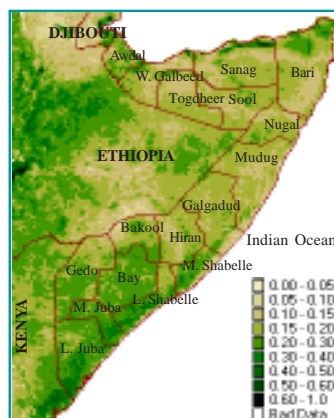 DJIBOUTI
Awdal
W. Galbeed
Sanag
Bari
Togdheer
Sool
Nugal
ETHIOPIA
Mudug
Galgadud
Bakool
Hiran
Indian Ocean
Gedo
Bay
M. Shabelle
M. Juba
L. Shabelle
L. Juba
KENYA
0.00 -0.05
0.05 -0.10
0.10 -0.15
0.15 -0.20
0.20 -0.30
0.30 -0.40
0.40 -0.50
0.50 -0.60
0.60 -1.0
Bad Data